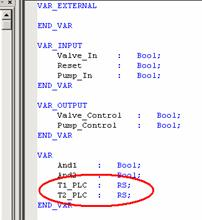 VAR_EXTERNAL
END_VAR
VAR_INPUT
Valve_In : Bool;
Reset : Bool;
Pump_In : Bool;
END_VAR
VAR_OUTPUT
Valve_Control : Bool;
Pump_Control : Bool;
END_VAR
VAR
And1 : Bool;
And2 : Bool;
T1_PLC : RS;
T2_PLC : RS;
END_VAR